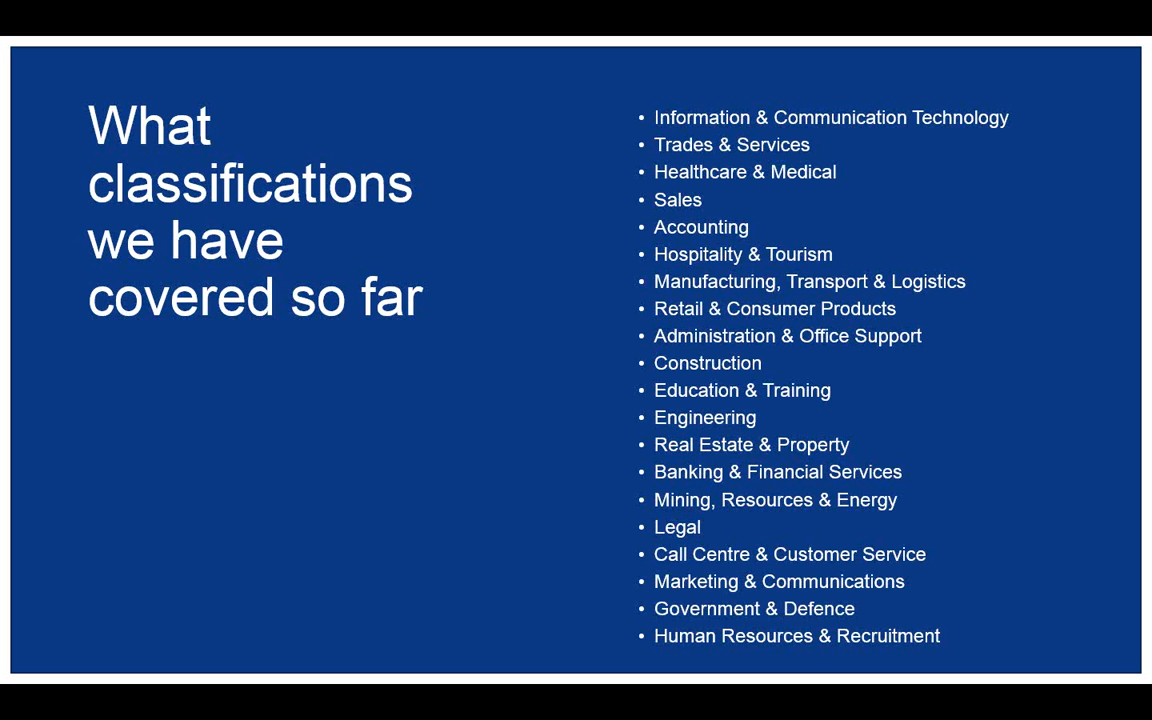 What
classifications
we have
covered so far
• Information & Communication Technology
• Trades & Services
• Healthcare & Medical
• Sales
• Accounting
• Hospitality & Tourism
• Manufacturing, Transport & Logistics
• Retail & Consumer Products
• Administration & Office Support
• Construction
• Education & Training
• Engineering
• Real Estate & Property
• Banking & Financial Services
• Mining, Resources & Energy
• Legal
• Call Centre & Customer Service
• Marketing & Communications
• Government & Defence
• Human Resources & Recruitment